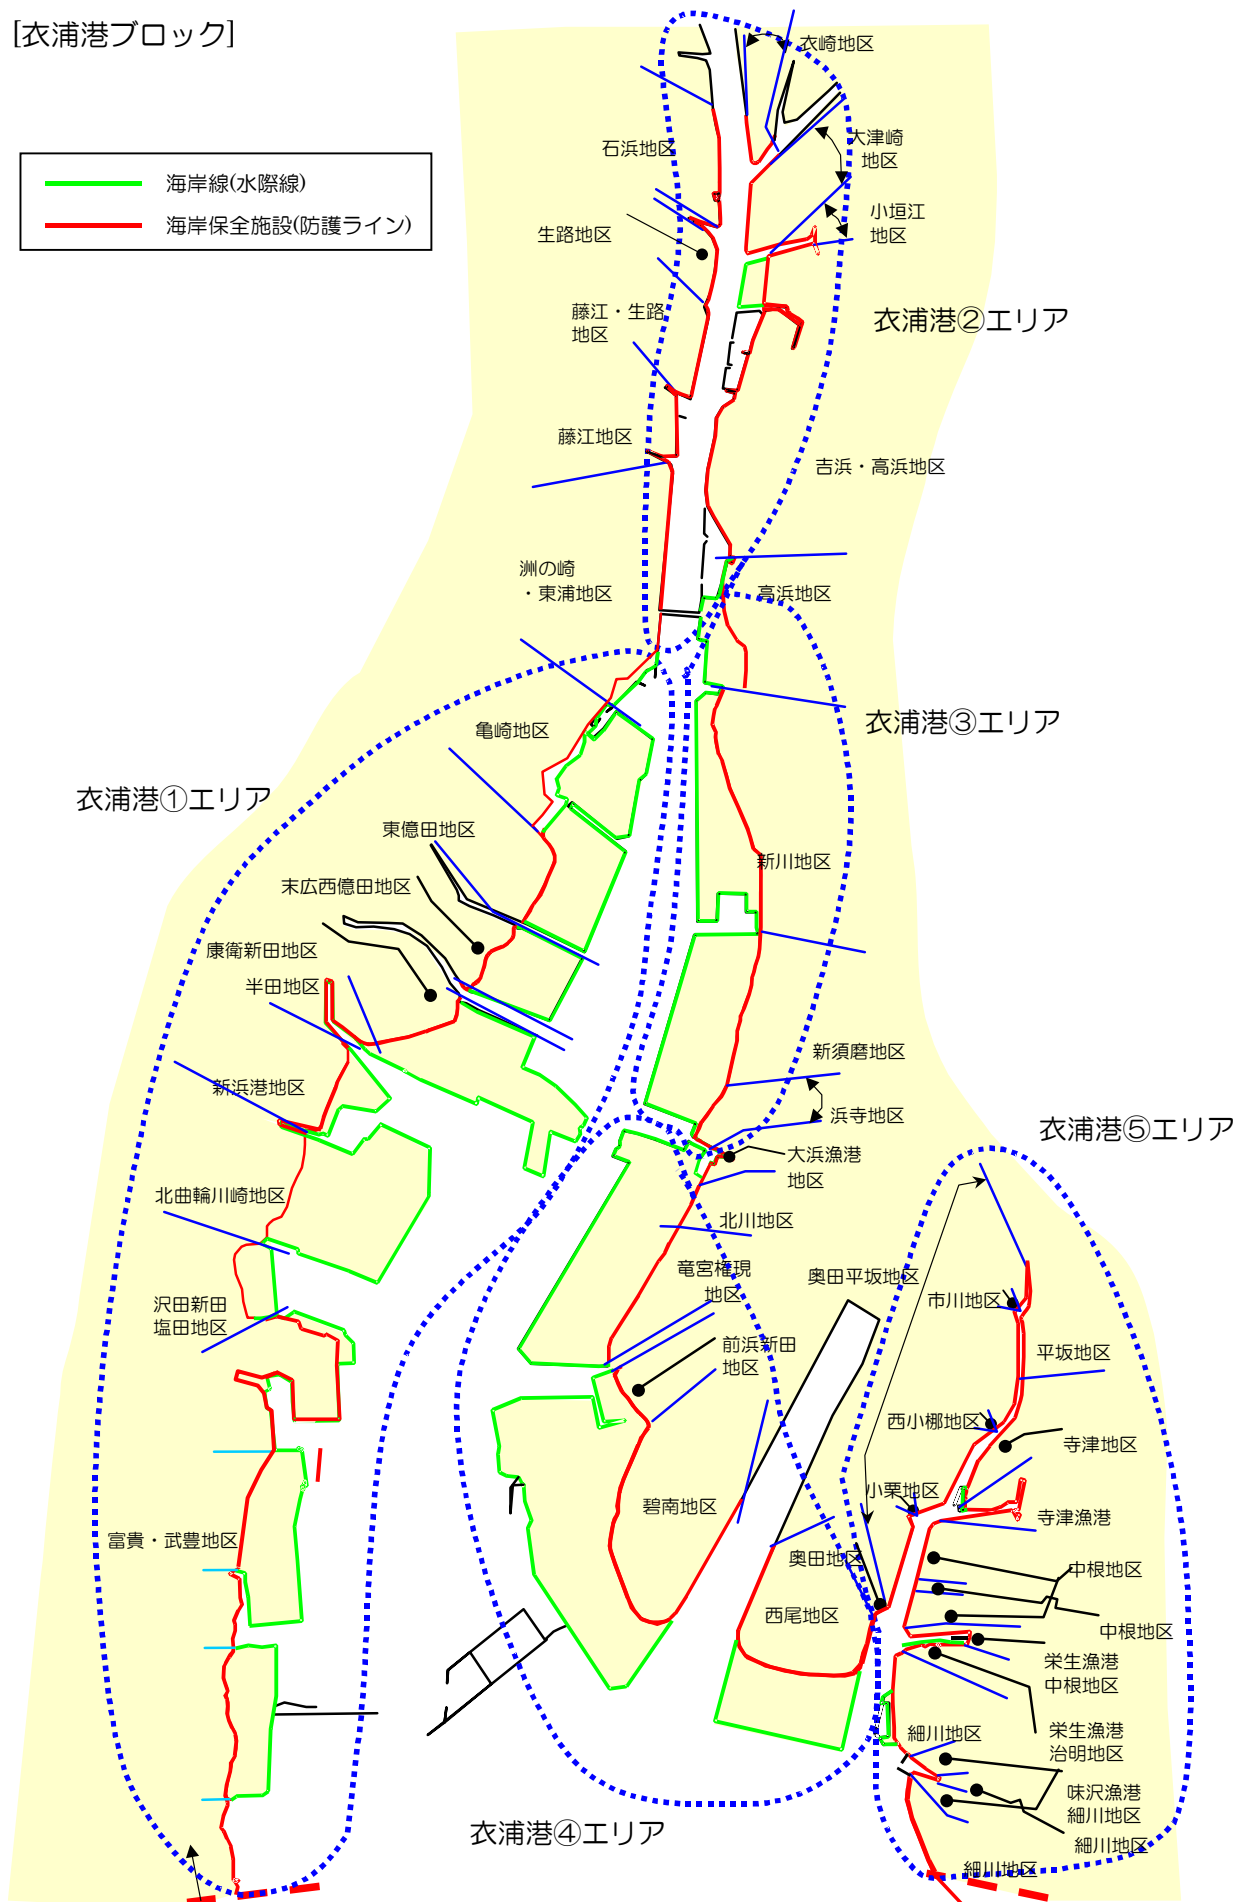 [衣浦港ブロック]
海岸線(水際線)
海岸保全施設(防護ライン)
衣崎地区
石浜地区
大津崎
地区
小垣江
地区
生路地区
藤江・生路
地区
衣浦港②エリア
藤江地区
吉浜・高浜地区
洲の崎
・東浦地区
高浜地区
衣浦港③エリア
亀崎地区
衣浦港①エリア
東億田地区
新川地区
末広西億田地区
康衛新田地区
半田地区
新須磨地区
新浜港地区
浜寺地区
衣浦港⑤エリア
大浜漁港
地区
北曲輪川崎地区
北川地区
竜宮権現
地区
奥田平坂地区
市川地区
沢田新田
塩田地区
前浜新田
地区
平坂地区
西小梛地区
寺津地区
小栗地区
碧南地区
寺津漁港
富貴・武豊地区
奥田地区
中根地区
西尾地区
中根地区
栄生漁港
中根地区
細川地区
栄生漁港
治明地区
味沢漁港
細川地区
衣浦港④エリア
細川地区
細川地区